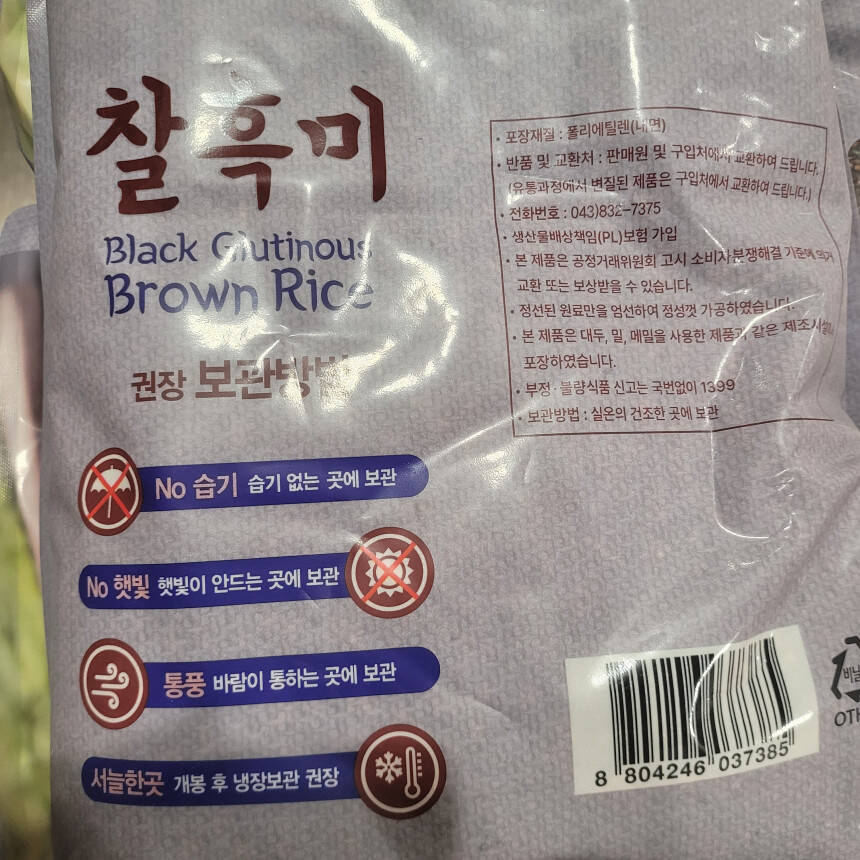 찰흑미
Black Glutinous
Brown Rice
권장 보관방법
No 습기 습기 없는 곳에 보관
No 햇빛 햇빛이 안드는 곳에 보관
통풍 바람이 통하는 곳에 보관
서늘한곳 개봉 후 냉장보관 권장
· 포장재질 : 폴리에틸렌(내면)
· 반품 및 교환처 : 판매원 및 구입처에서 교환하여 드립니다.
(유통과정에서 변질된 제품은 구입처에서 교환하여 드립니다.)
· 전화번호 : 043)832-7375
· 생산물배상책임(PL)보험 가입
· 본 제품은 공정거래위원회 고시 소비자 분쟁해결 기준에 의거
교환 또는 보상받을 수 있습니다.
· 정선된 원료만을 엄선하여 정성껏 가공하였습니다.
· 본 제품은 대두, 밀, 메밀을 사용한 제품과 같은 제조시설에서
포장하였습니다.
· 부정·불량식품 신고는 국번없이 1399
· 보관방법 : 실온의 건조한 곳에 보관
8 804246 037385
비닐